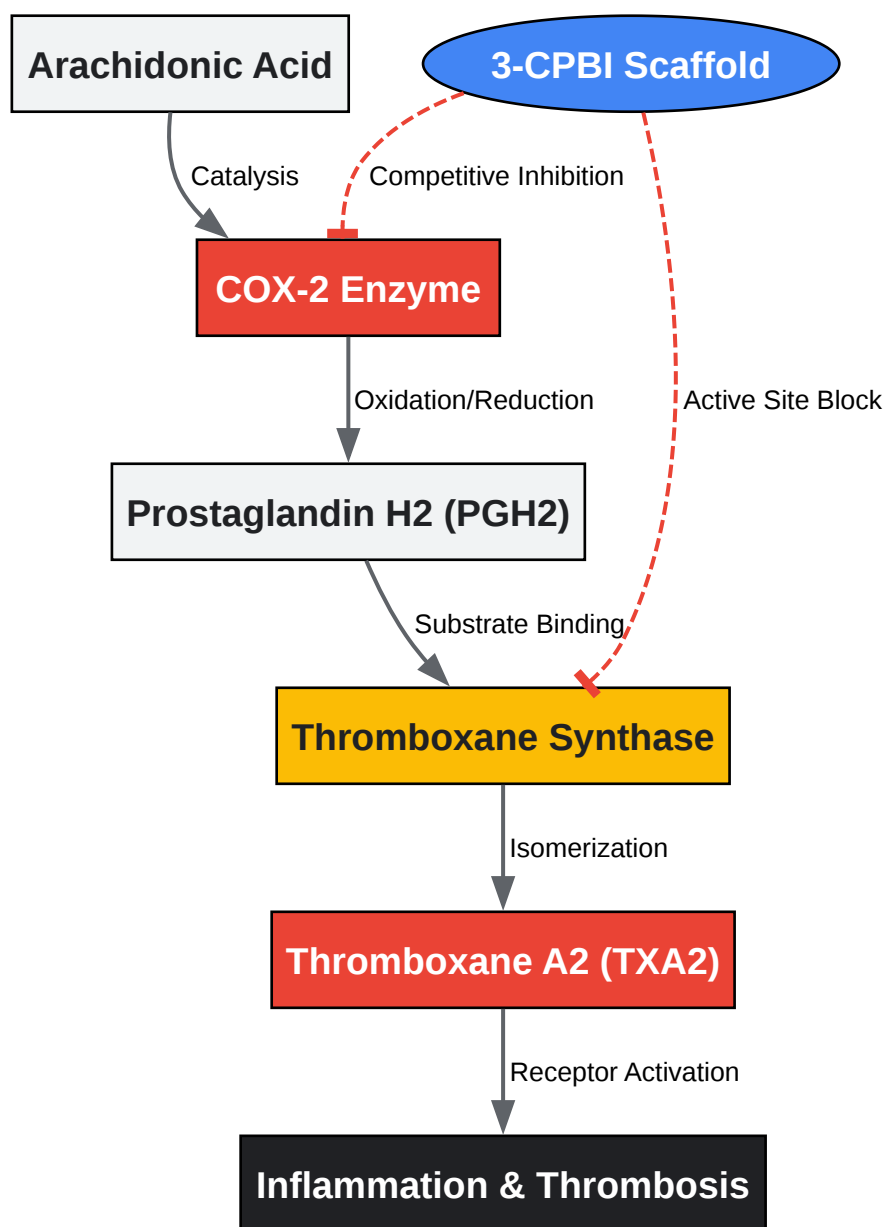 Arachidonic Acid
3-CPBI Scaffold
Catalysis
Competitive Inhibition
COX-2 Enzyme
Oxidation/Reduction
Active Site Block
Prostaglandin H2 (PGH2)
Substrate Binding
Thromboxane Synthase
Isomerization
Thromboxane A2 (TXA2)
Receptor Activation
Inflammation & Thrombosis